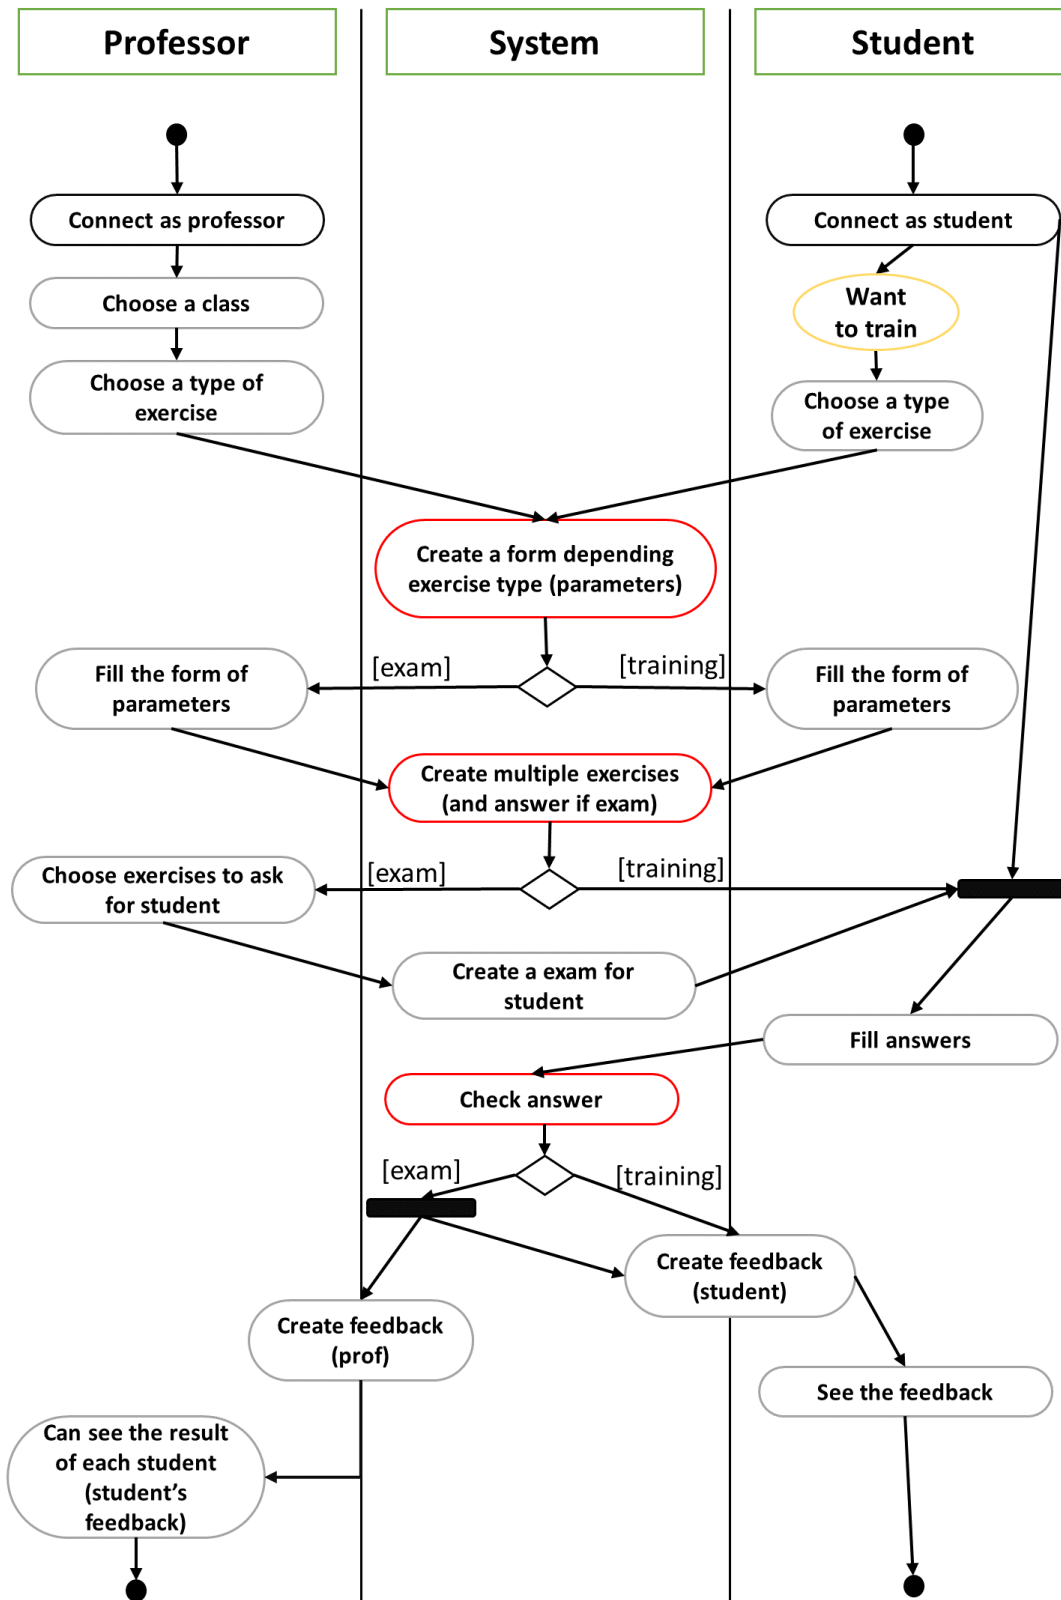 Professor
System
Student
Connect as professor
Connect as student
Choose a class
Want
to train
Choose a type of
exercise
Choose a type
of exercise
Create a form depending
exercise type (parameters)
[exam]
[training]
Fill the form of
parameters
Fill the form of
parameters
Create multiple exercises
(and answer if exam)
[exam]
[training]
Choose exercises to ask
for student
Create a exam for
student
Fill answers
Check answer
[exam]
[training]
Create feedback
(student)
Create feedback
(prof)
See the feedback
Can see the result
of each student
(student’s
feedback)